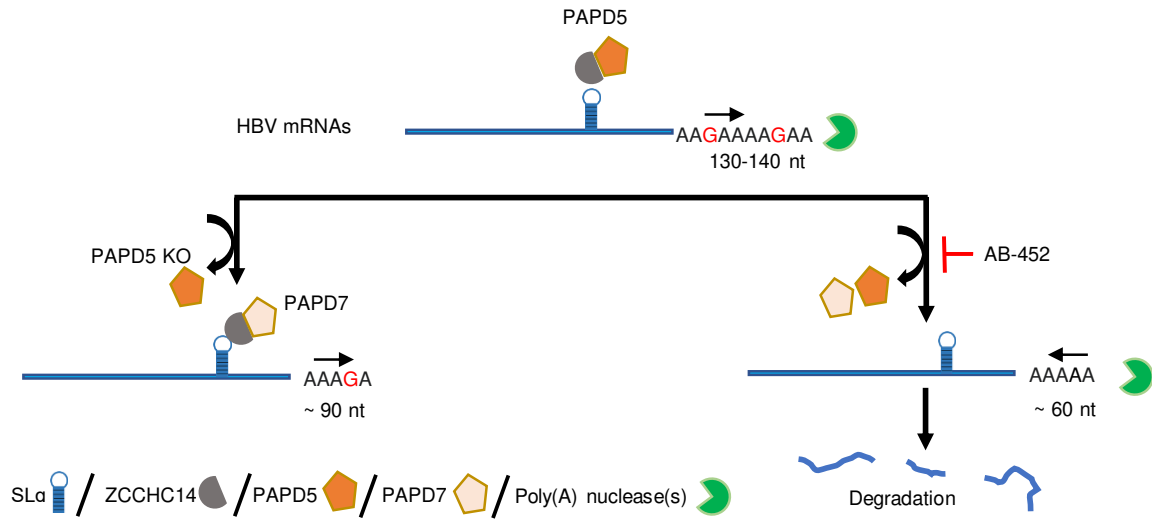 PAPD5
HBV mRNAs
AAGAAAAGAA
130-140 nt
PAPD5 KO
AB-452
PAPD7
AAAGA
~ 90 nt
AAAAA
~ 60 nt
SLα / ZCCHC14 / PAPD5 / PAPD7 / Poly(A) nuclease(s)
Degradation